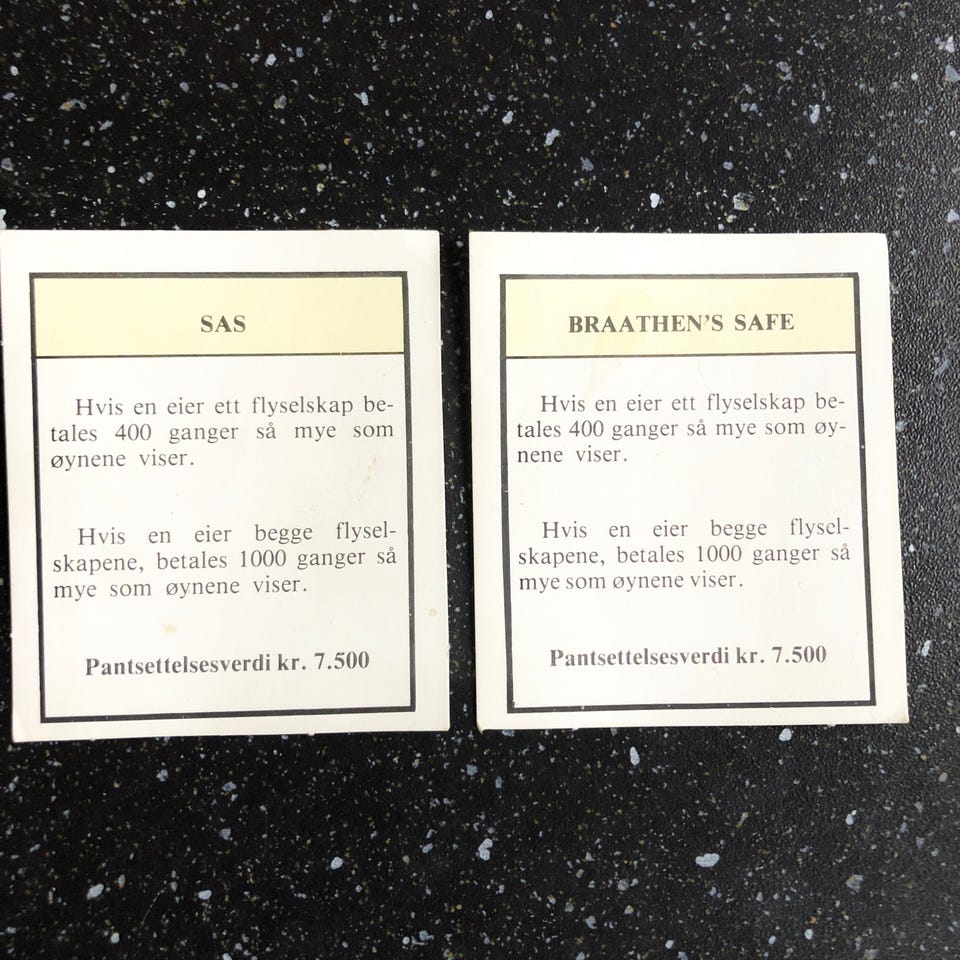 SAS
Hvis en eier ett flyselskap be-
tales 400 ganger så mye som
øynene viser.
Hvis en eier begge flysel-
skapene, betales 1000 ganger så
mye som øynene viser.
Pantsettelsesverdi kr. 7.500
BRAATHEN'S SAFE
Hvis en eier ett flyselskap be-
tales 400 ganger så mye som øy-
nene viser.
Hvis en eier begge flysel-
skapene, betales 1000 ganger så
mye som øynene viser.
Pantsettelsesverdi kr. 7.500